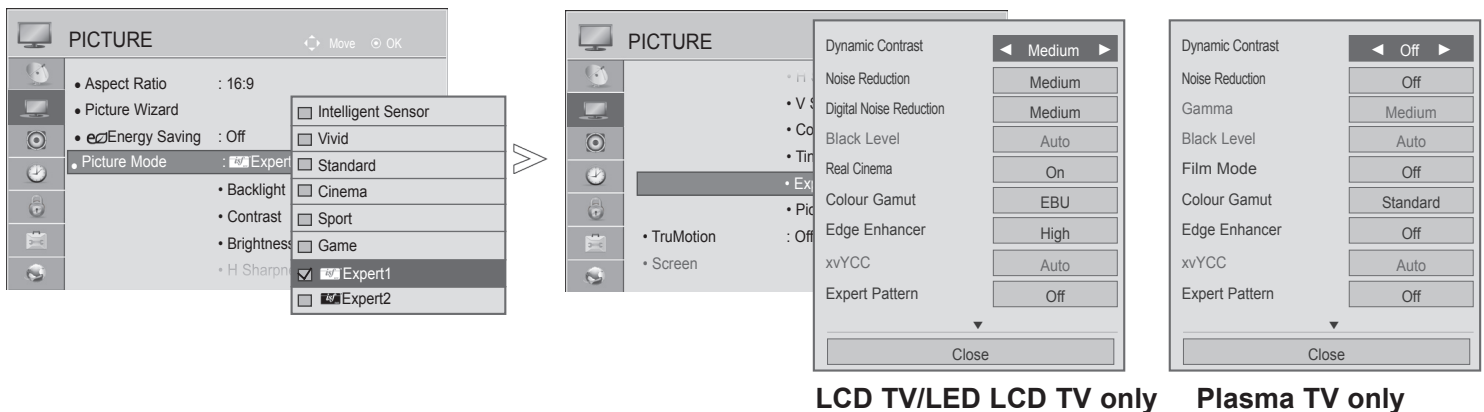 PICTURE
Move OK
• Aspect Ratio : 16:9
• Picture Wizard
• Energy Saving : Off
• Picture Mode : Expert
• Backlight
• Contrast
• Brightness
• H Sharpn
Intelligent Sensor
Vivid
Standard
Cinema
Sport
Game
Expert1
Expert2
PICTURE
• V S
• Co
• Tin
• Exp
• Pic
• TruMotion : Off
• Screen
Dynamic Contrast ◀ Medium ▶
Noise Reduction Medium
Digital Noise Reduction Medium
Black Level Auto
Real Cinema On
Colour Gamut EBU
Edge Enhancer High
xvYCC Auto
Expert Pattern Off
▼
Close
LCD TV/LED LCD TV only
Dynamic Contrast ◀ Off ▶
Noise Reduction Off
Gamma Medium
Black Level Auto
Film Mode Off
Colour Gamut Standard
Edge Enhancer Off
xvYCC Auto
Expert Pattern Off
▼
Close
Plasma TV only